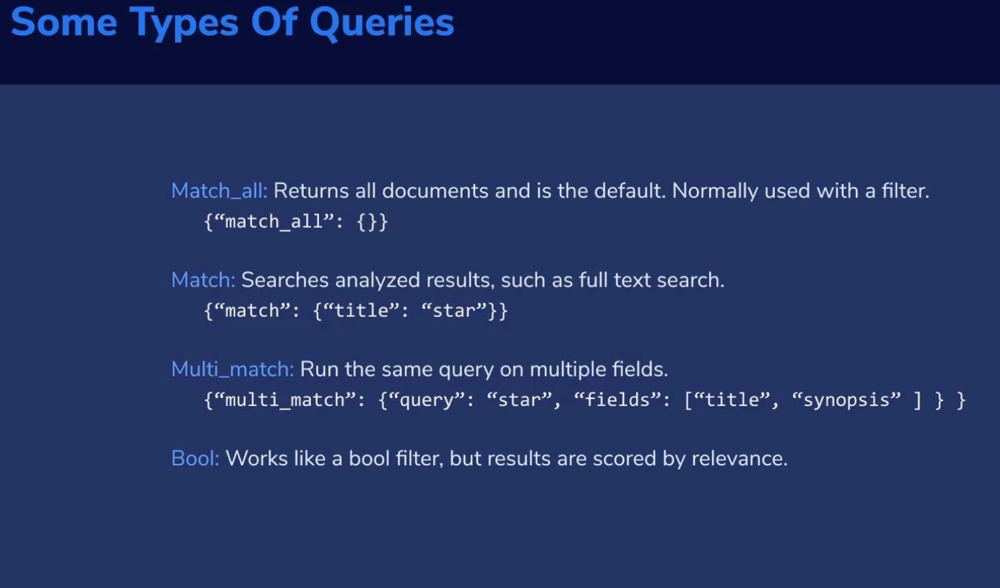 Some Types Of Queries
Match_all: Returns all documents and is the default. Normally used with a filter.
{“match_all”: {}}
Match: Searches analyzed results, such as full text search.
{“match”: {“title”: “star”}}
Multi_match: Run the same query on multiple fields.
{“multi_match”: {“query”: “star”, “fields”: [“title”, “synopsis” ] } }
Bool: Works like a bool filter, but results are scored by relevance.